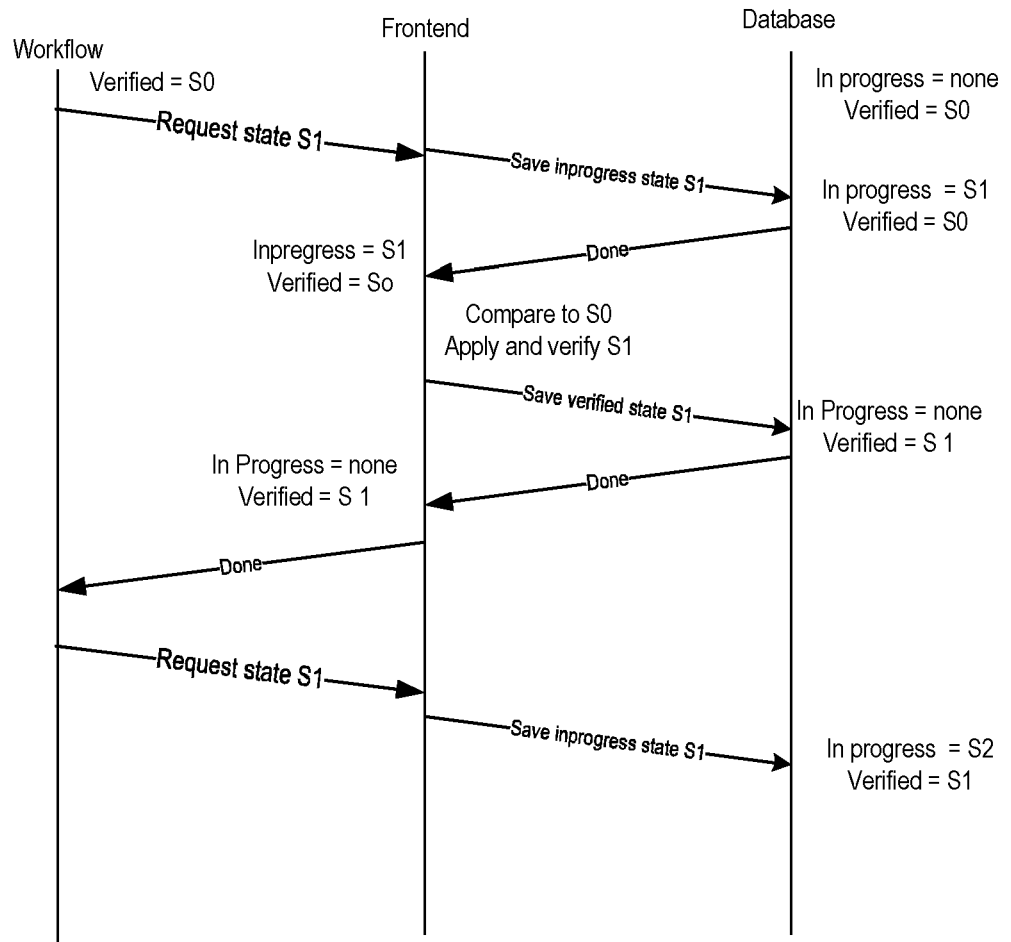 Database
Frontend
Workflow
Verified = S0
In progress = none
Verified = S0
Request state S1
Save inprogress state S1
In progress = S1
Verified = S0
Done
Inpregress = S1
Verified = So
Compare to S0
Apply and verify S1
Save verified state S1
In Progress = none
Verified = S 1
Done
In Progress = none
Verified = S 1
Done
Request state S1
Save inprogress state S1
In progress = S2
Verified = S1